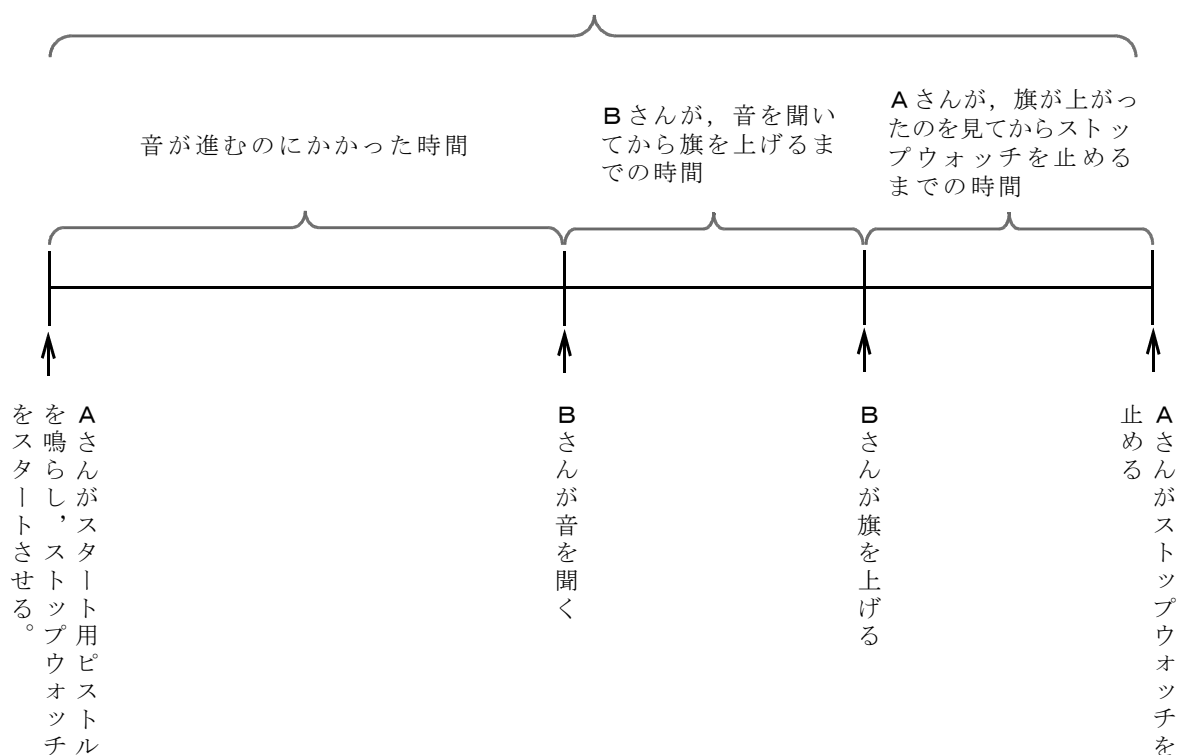 音が進むのにかかった時間
Bさんが，音を聞い
てから旗を上げるま
での時間
Aさんが，旗が上がっ
たのを見てからストッ
プウォッチを止める
までの時間
Aさんがスタート用ピストル
を鳴らし，ストップウォッチ
をスタートさせる。
Bさんが音を聞く
Bさんが旗を上げる
Aさんがストップウォッチを
止める